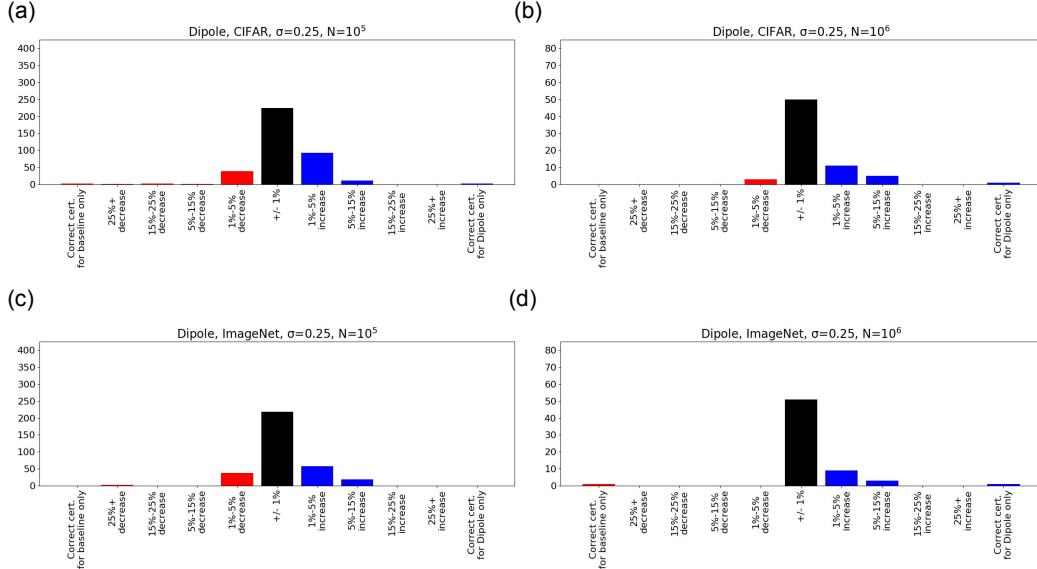 (a)
Dipole, CIFAR, σ=0.25, N=10⁵
400
350
300
250
200
150
100
50
0
Correct cert.
for baseline only
25%+
decrease
15%-25%
decrease
5%-15%
decrease
1%-5%
decrease
+/- 1%
1%-5%
increase
5%-15%
increase
15%-25%
increase
25%+
increase
Correct cert.
for Dipole only
(b)
Dipole, CIFAR, σ=0.25, N=10⁶
80
70
60
50
40
30
20
10
0
Correct cert.
for baseline only
25%+
decrease
15%-25%
decrease
5%-15%
decrease
1%-5%
decrease
+/- 1%
1%-5%
increase
5%-15%
increase
15%-25%
increase
25%+
increase
Correct cert.
for Dipole only
(c)
Dipole, ImageNet, σ=0.25, N=10⁵
400
350
300
250
200
150
100
50
0
Correct cert.
for baseline only
25%+
decrease
15%-25%
decrease
5%-15%
decrease
1%-5%
decrease
+/- 1%
1%-5%
increase
5%-15%
increase
15%-25%
increase
25%+
increase
Correct cert.
for Dipole only
(d)
Dipole, ImageNet, σ=0.25, N=10⁶
80
70
60
50
40
30
20
10
0
Correct cert.
for baseline only
25%+
decrease
15%-25%
decrease
5%-15%
decrease
1%-5%
decrease
+/- 1%
1%-5%
increase
5%-15%
increase
15%-25%
increase
25%+
increase
Correct cert.
for Dipole only